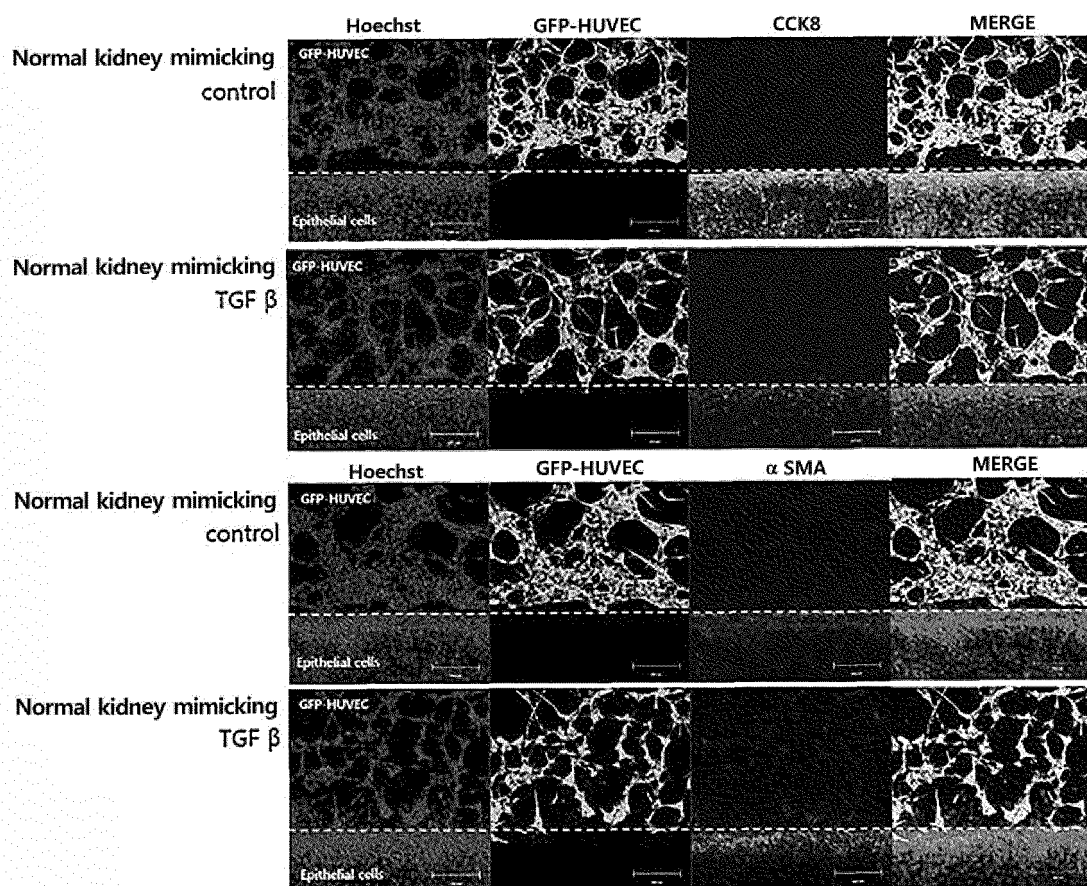 Hoechst GFP-HUVEC CCK8 MERGE
Normal kidney mimicking
control
GFP-HUVEC
Epithelial cells
Normal kidney mimicking
TGF β
GFP-HUVEC
Epithelial cells
Hoechst GFP-HUVEC α SMA MERGE
Normal kidney mimicking
control
GFP-HUVEC
Epithelial cells
Normal kidney mimicking
TGF β
GFP-HUVEC
Epithelial cells